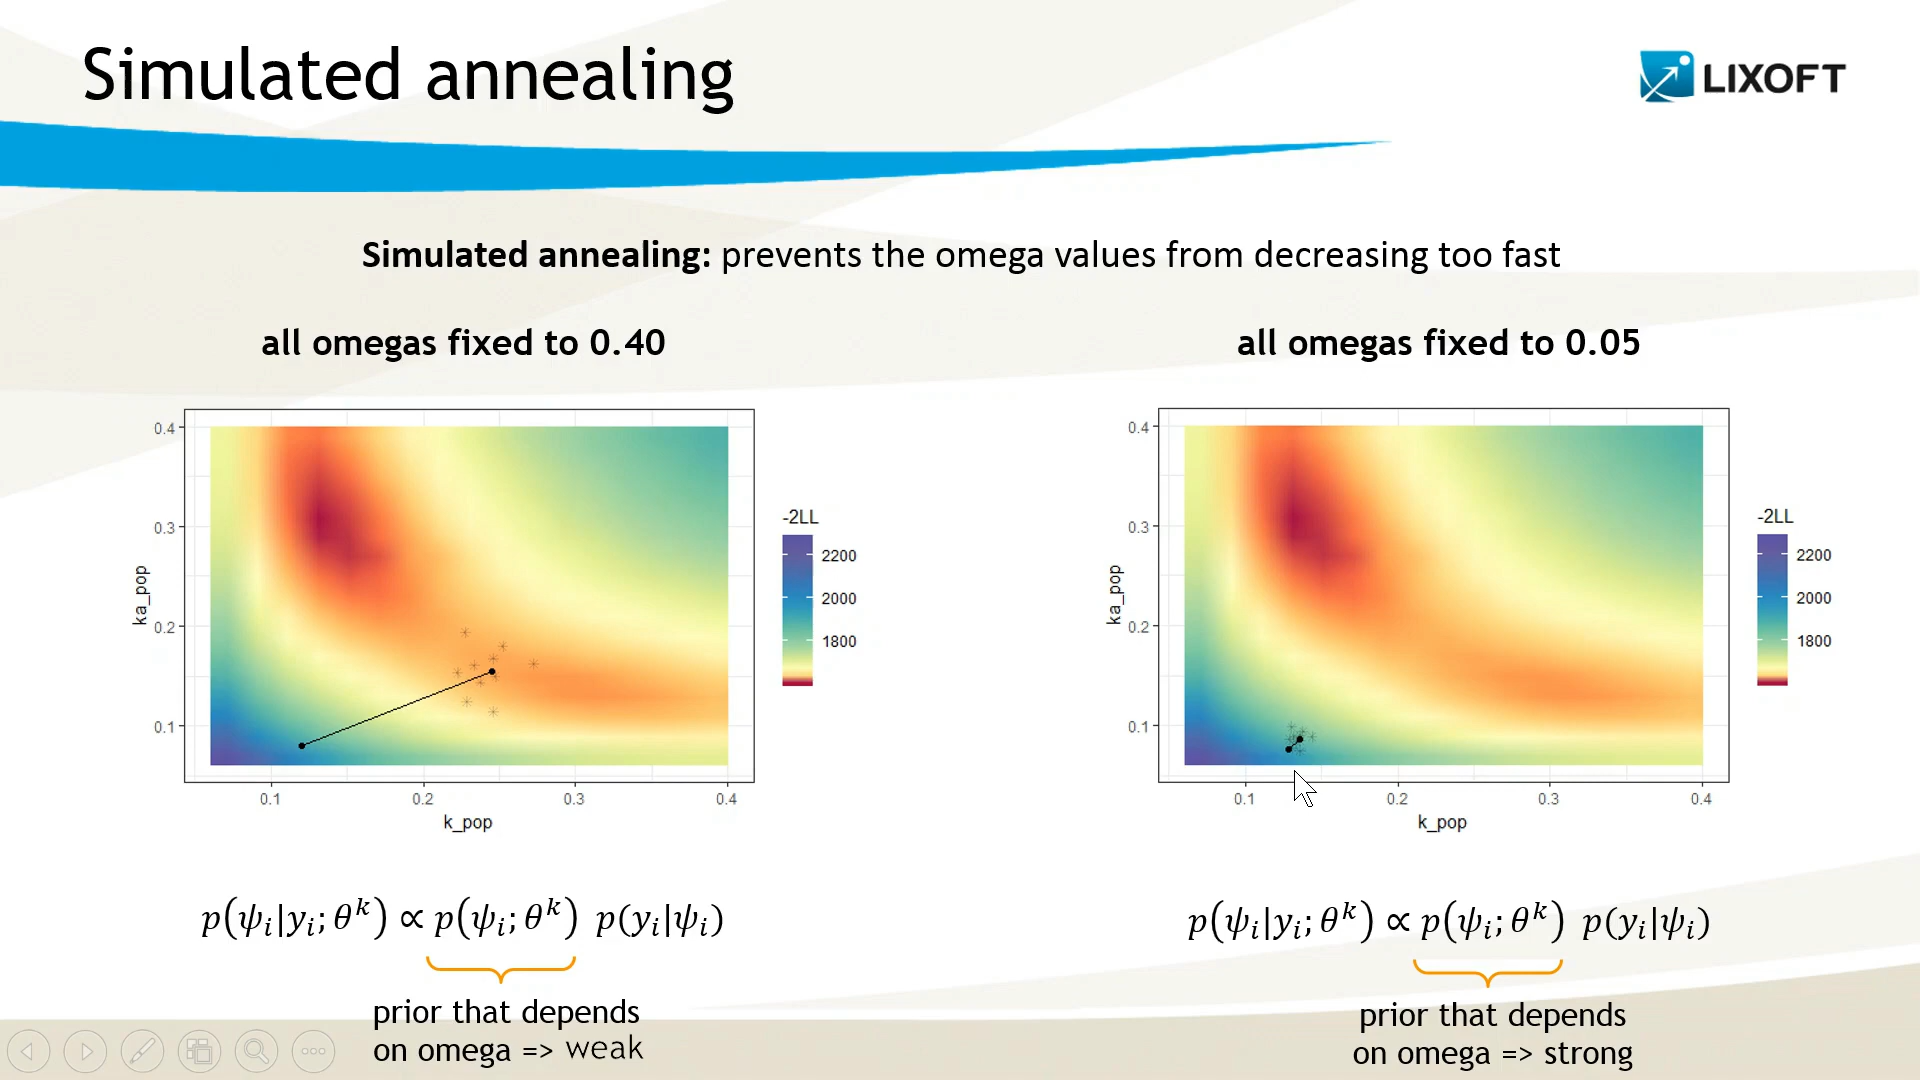 Simulated annealing
LIXOFT
Simulated annealing: prevents the omega values from decreasing too fast
all omegas fixed to 0.40
all omegas fixed to 0.05
0.4
0.3
0.2
0.1
ka_pop
0.1 0.2 0.3 0.4
k_pop
-2LL
2200
2000
1800
0.4
0.3
0.2
0.1
ka_pop
0.1 0.2 0.3 0.4
k_pop
-2LL
2200
2000
1800
p(ψᵢ|yᵢ; θᵏ) ∝ p(ψᵢ; θᵏ) p(yᵢ|ψᵢ)
prior that depends
on omega => weak
p(ψᵢ|yᵢ; θᵏ) ∝ p(ψᵢ; θᵏ) p(yᵢ|ψᵢ)
prior that depends
on omega => strong